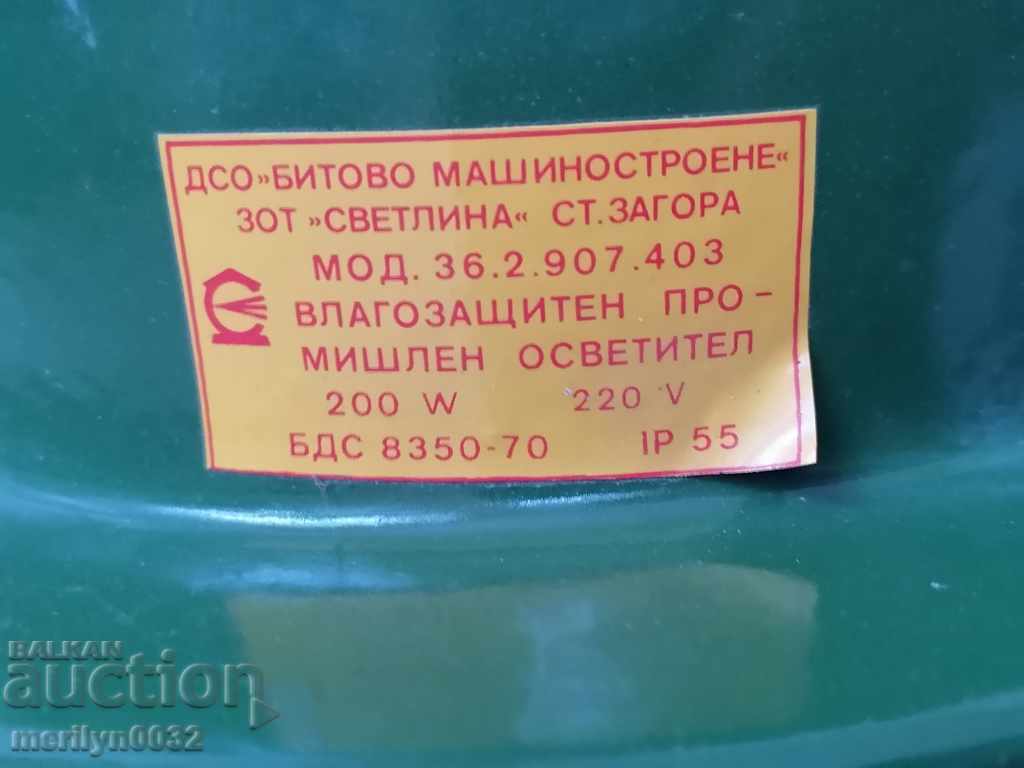 ДСО »БИТОВО МАШИНОСТРОЕНЕ«
ЗОТ »СВЕТЛИНА« СТ. ЗАГОРА
МОД. 36.2.907.403
ВЛАГОЗАЩИТЕН ПРО-
МИШЛЕН ОСВЕТИТЕЛ
200 W 220 V
БДС 8350-70 IP 55
BALKAN
auction
merilyn0032